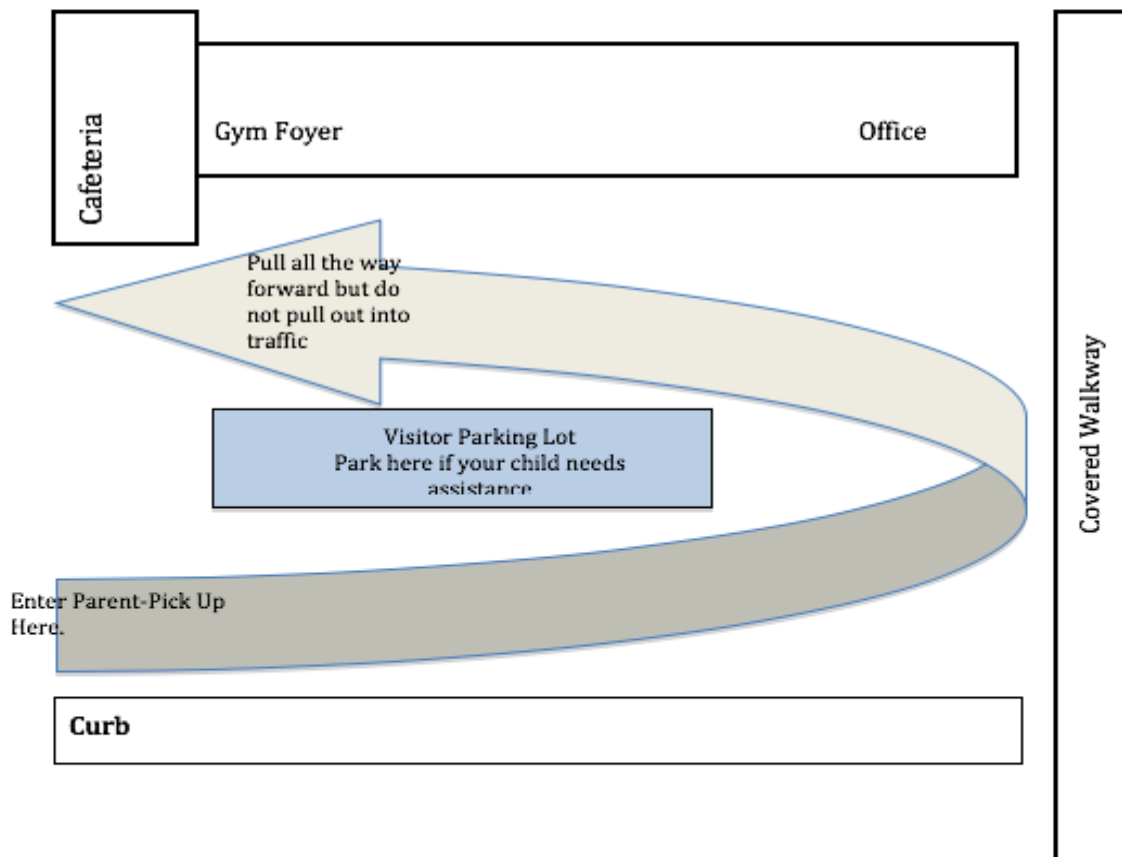 Cafeteria
Gym Foyer
Office
Pull all the way
forward but do
not pull out into
traffic
Visitor Parking Lot
Park here if your child needs
assistance
Covered Walkway
Enter Parent-Pick Up
Here.
Curb